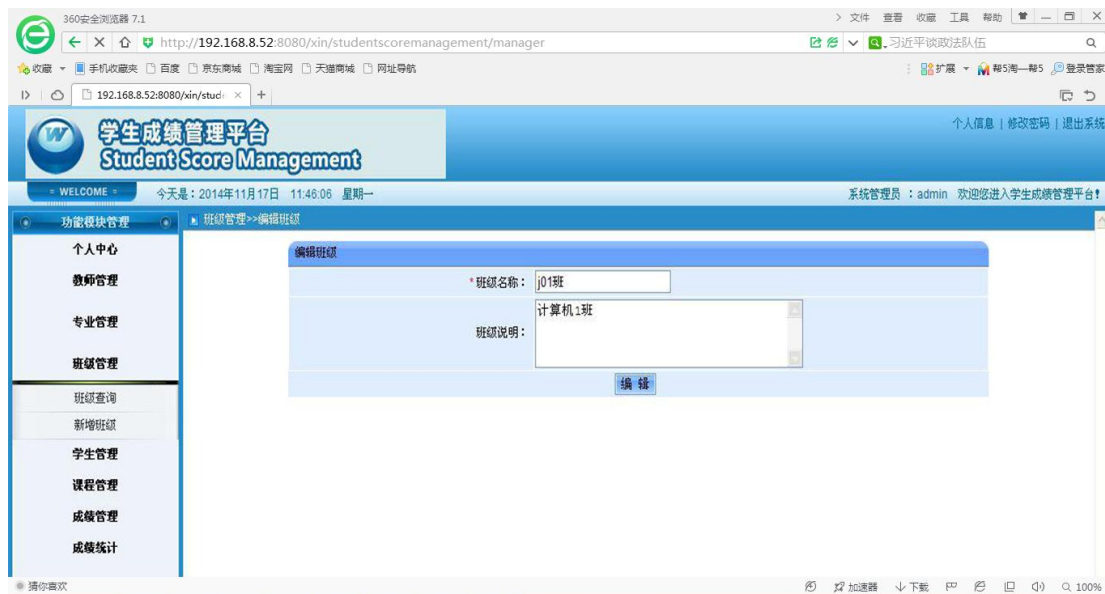 360安全浏览器 7.1
文件 查看 收藏 工具 帮助
http://192.168.8.52:8080/xin/studentscoremanagement/manager
习近平谈政法队伍
收藏 手机收藏夹 百度 京东商城 淘宝网 天猫商城 网址导航
扩展 帮5淘—帮5 登录管家
192.168.8.52:8080/xin/stud
个人信息 | 修改密码 | 退出系统
W
学生成绩管理平台
Student Score Management
= WELCOME =
今天是：2014年11月17日 11:46:06 星期一
系统管理员 ：admin 欢迎您进入学生成绩管理平台!
功能模块管理
班级管理>>编辑班级
个人中心
教师管理
专业管理
班级管理
班级查询
新增班级
学生管理
课程管理
成绩管理
成绩统计
编辑班级
*班级名称： j01班
班级说明： 计算机1班
编 辑
猜你喜欢
加速器 下载 100%